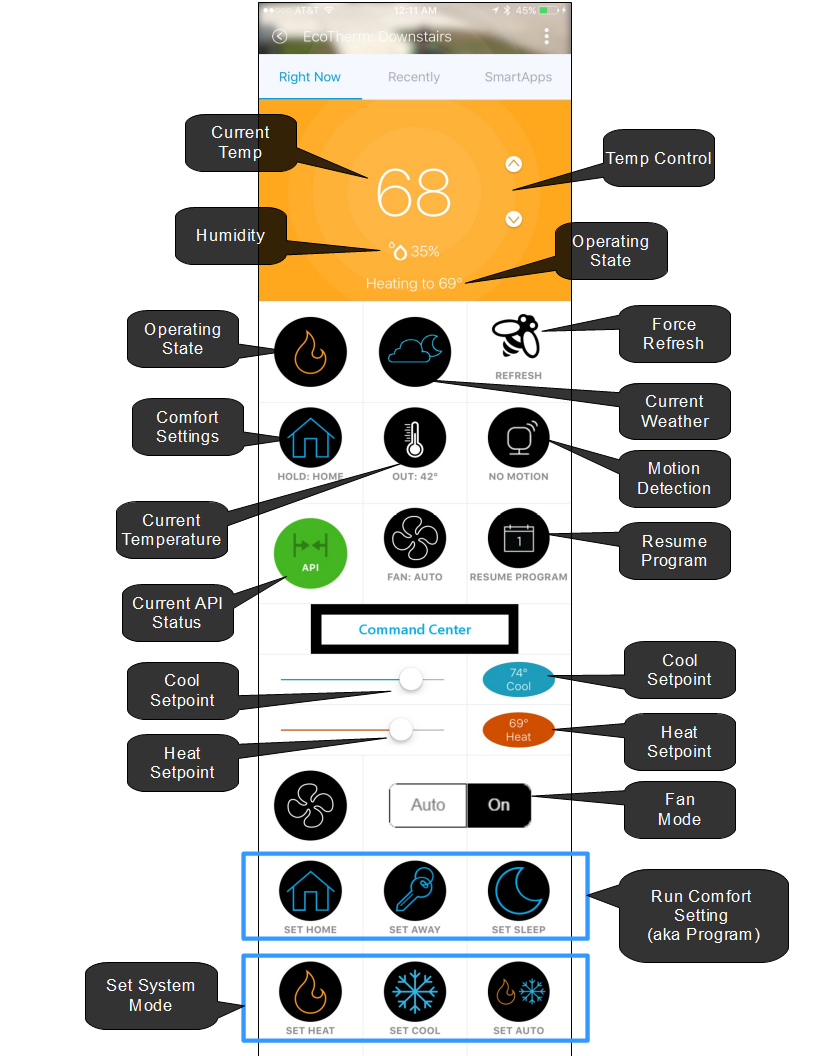 AT&T 12:11 AM 45%
EcoTherm: Downstairs
Right Now Recently SmartApps
Current
Temp
68
Temp Control
Humidity
35%
Operating
State
Heating to 69°
Operating
State
Force
Refresh
REFRESH
Current
Weather
Comfort
Settings
HOLD: HOME
OUT: 42°
NO MOTION
Motion
Detection
Current
Temperature
1
Resume
Program
API
FAN: AUTO
RESUME PROGRAM
Current API
Status
Command Center
Cool
Setpoint
74°
Cool
Cool
Setpoint
Heat
Setpoint
69°
Heat
Heat
Setpoint
Auto On
Fan
Mode
SET HOME SET AWAY SET SLEEP
Run Comfort
Setting
(aka Program)
Set System
Mode
SET HEAT SET COOL SET AUTO